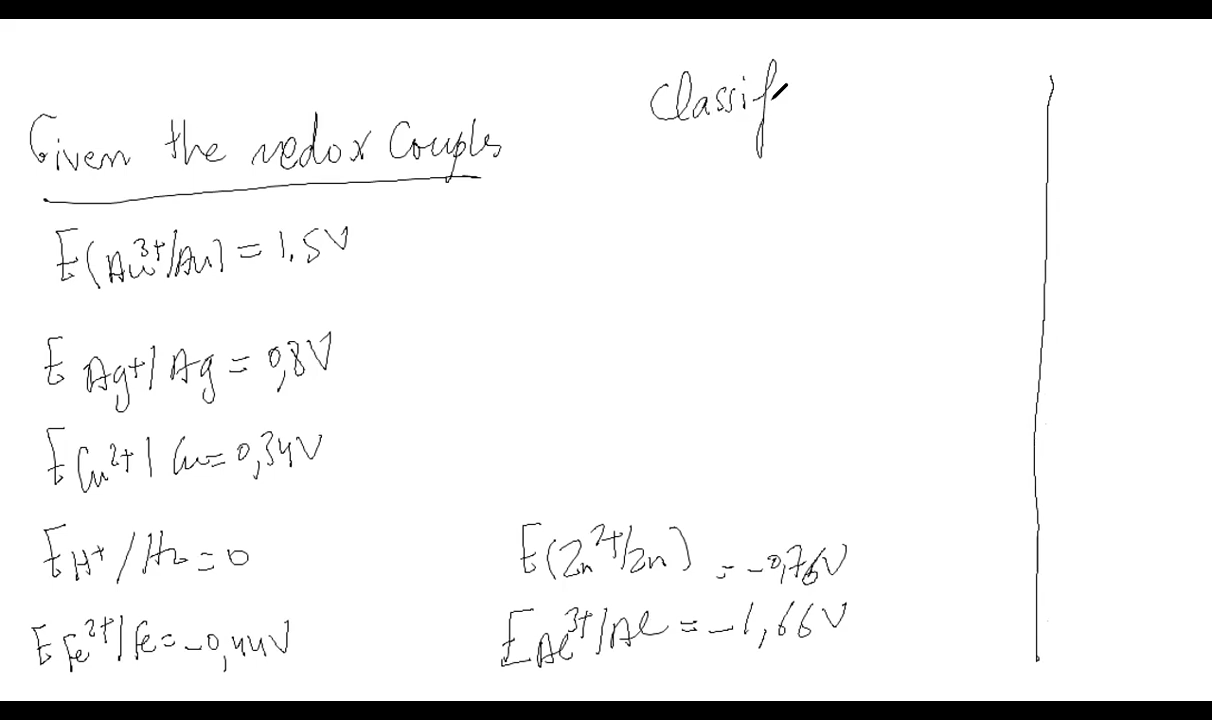 Classif
Given the redox Couples
E(Au³⁺/Au) = 1.5V
E Ag⁺/Ag = 0,8V
E Cu²⁺/Cu = 0,34V
E H⁺/H₂ = 0
E(Zn²⁺/Zn) = -0,76V
E Fe²⁺/Fe = -0,44V
E Al³⁺/Al = -1,66V